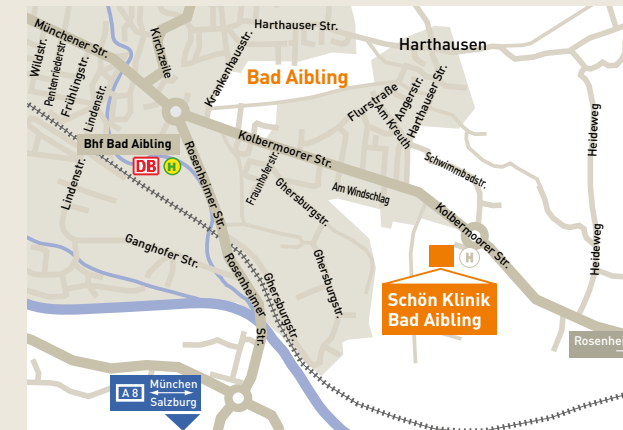 Münchener Str.
Harthauser Str.
Kirchzeile
Krankenhausstr.
Harthausen
Wildstr.
Pentenriederstr.
Frühlingstr.
Lindenstr.
Bad Aibling
Flurstraße
Am Kreuth
Angerstr.
Harthauser Str.
Heideweg
Bhf Bad Aibling
DB
H
Rosenheimer Str.
Kolbermoorer Str.
Schwimmbadstr.
Lindenstr.
Fraunhoferstr.
Ghersburgstr.
Am Windschlag
Kolbermoorer Str.
Ganghofer Str.
Rosenheimer Str.
Ghersburgstr.
Ghersburgstr.
H
Heideweg
Schön Klinik
Bad Aibling
A 8
München
Salzburg